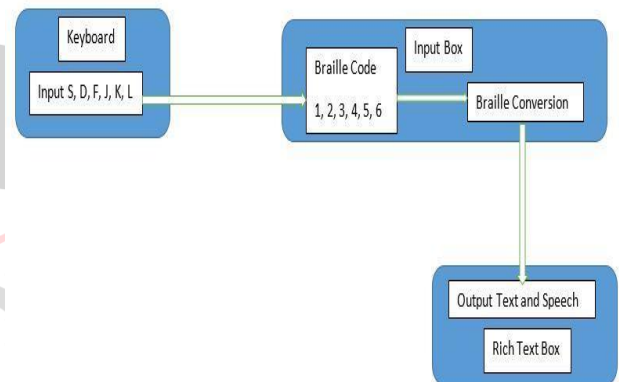 Keyboard
Input S, D, F, J, K, L
Input Box
Braille Code
1, 2, 3, 4, 5, 6
Braille Conversion
Output Text and Speech
Rich Text Box